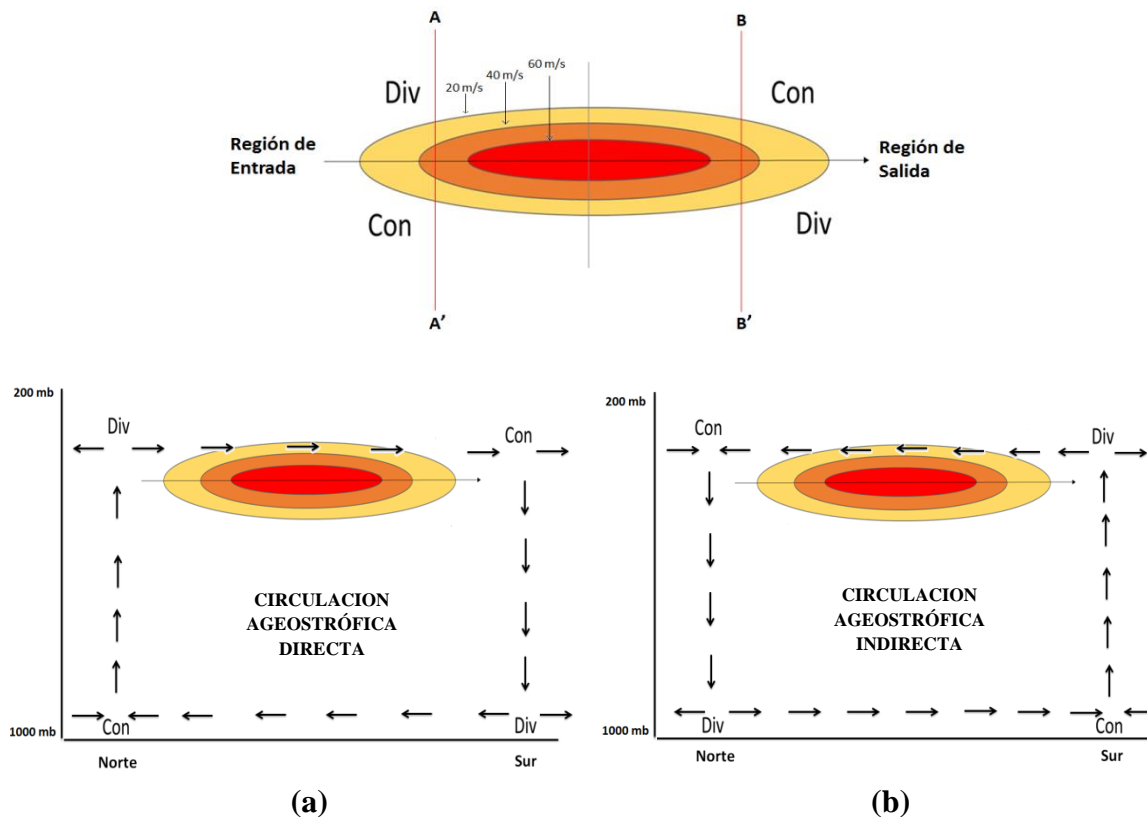 A
B
60 m/s
40 m/s
20 m/s
Div
Con
Región de
Entrada
Región de
Salida
Con
Div
A’
B’
200 mb
Div
Con
CIRCULACION
AGEOSTRÓFICA
DIRECTA
1000 mb
Con
Div
Norte
Sur
(a)
200 mb
Con
Div
CIRCULACION
AGEOSTRÓFICA
INDIRECTA
1000 mb
Div
Con
Norte
Sur
(b)